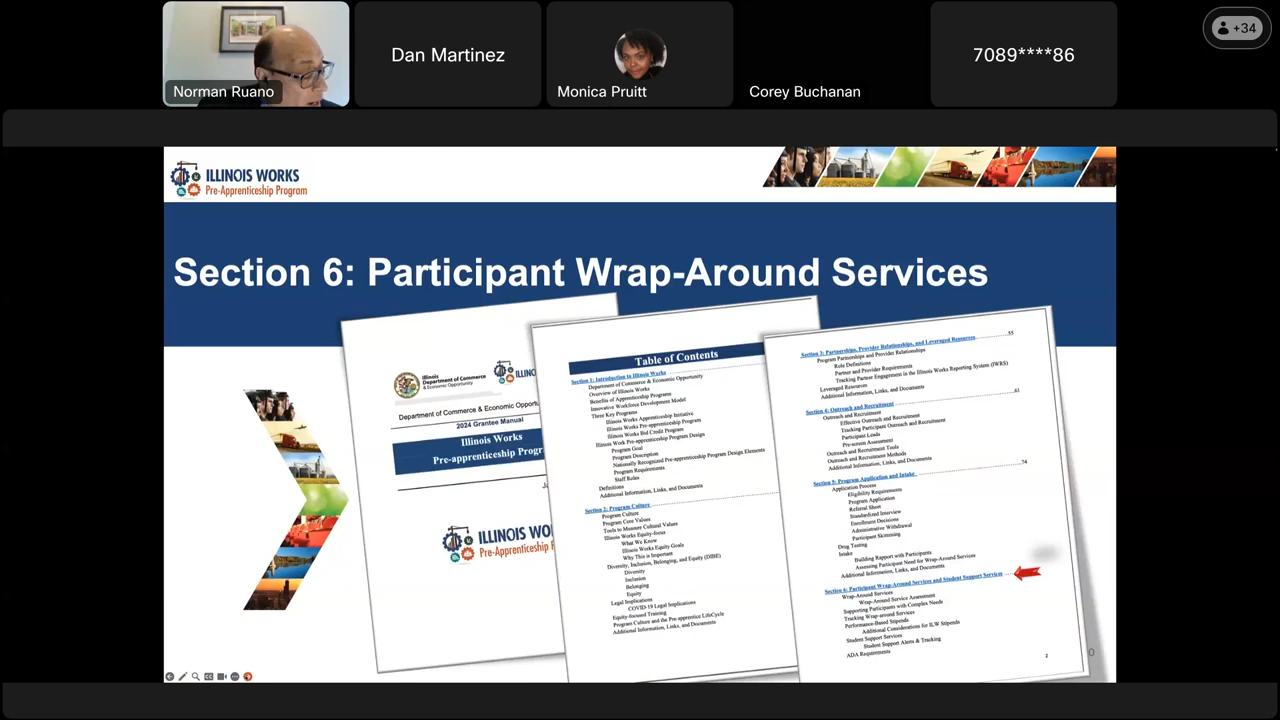 Norman Ruano
Dan Martinez
Monica Pruitt
Corey Buchanan
7089****86
+34
ILLINOIS WORKS
Pre-Apprenticeship Program
Section 6: Participant Wrap-Around Services
Illinois
Department of Commerce
& Economic Opportunity
ILLINOIS
Department of Commerce & Economic Opportu
2024 Grantee Manual
Illinois Works
Pre-apprenticeship Progr
ILLINOIS WO
Pre-Apprenticeship P
Table of Contents
Section 1: Introduction to Illinois Works
Department of Commerce & Economic Opportunity
Overview of Illinois Works
Benefits of Apprenticeship Programs
Innovative Workforce Development Model
Three Key Programs
Illinois Works Apprenticeship Initiative
Illinois Works Pre-apprenticeship Program
Illinois Works Bid Credit Program
Illinois Work Pre-apprenticeship Program Design
Program Goal
Program Description
Nationally Recognized Pre-apprenticeship Program Design Elements
Program Requirements
Staff Roles
Definitions
Additional Information, Links, and Documents
Section 2: Program Culture
Program Culture
Program Core Values
Tools to Measure Cultural Values
Illinois Works Equity-focus
What We Know
Illinois Works Equity Goals
Why This is Important
Diversity, Inclusion, Belonging, and Equity (DIBE)
Diversity
Inclusion
Belonging
Equity
Legal Implications
COVID-19 Legal Implications
Equity-focused Training
Program Culture and the Pre-apprentice LifeCycle
Additional Information, Links, and Documents
Section 3: Partnerships, Provider Relationships, and Leveraged Resources 55
Program Partnerships and Provider Relationships
Role Definitions
Partner and Provider Requirements
Tracking Partner Engagement in the Illinois Works Reporting System (IWRS)
Leveraged Resources
Additional Information, Links, and Documents
Section 4: Outreach and Recruitment 61
Outreach and Recruitment
Effective Outreach and Recruitment
Tracking Participant Outreach and Recruitment
Participant Leads
Pre-screen Assessment
Outreach and Recruitment Tools
Outreach and Recruitment Methods
Additional Information, Links, and Documents
Section 5: Program Application and Intake 74
Application Process
Eligibility Requirements
Program Application
Referral Sheet
Standardized Interview
Enrollment Decisions
Administrative Withdrawal
Participant Skimming
Drug Testing
Intake
Building Rapport with Participants
Assessing Participant Need for Wrap-Around Services
Additional Information, Links, and Documents
Section 6: Participant Wrap-Around Services and Student Support Services
Wrap-Around Services
Wrap-Around Service Assessment
Supporting Participants with Complex Needs
Tracking Wrap-around Services
Performance-Based Stipends
Additional Considerations for ILW Stipends
Student Support Services
Student Support Alerts & Tracking
ADA Requirements
2